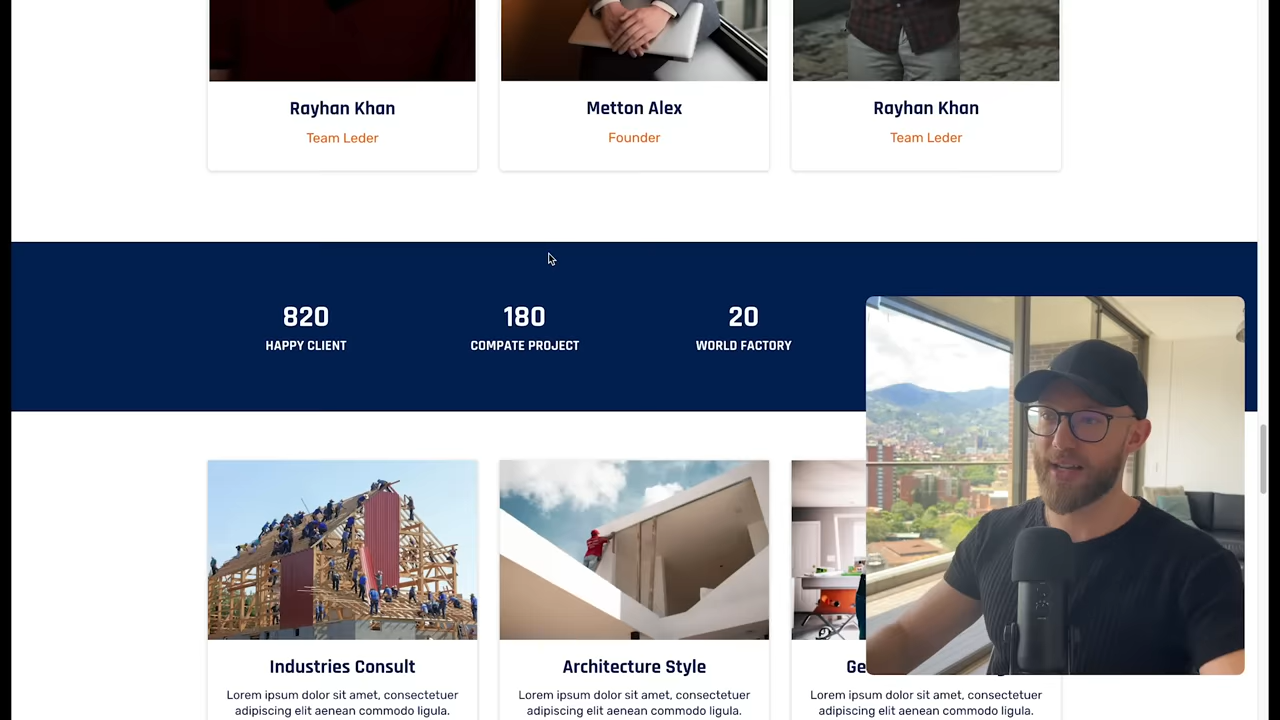 Rayhan Khan
Team Leder
Metton Alex
Founder
Rayhan Khan
Team Leder
820
HAPPY CLIENT
180
COMPATE PROJECT
20
WORLD FACTORY
Industries Consult
Lorem ipsum dolor sit amet, consectetuer
adipiscing elit aenean commodo ligula.
Architecture Style
Lorem ipsum dolor sit amet, consectetuer
adipiscing elit aenean commodo ligula.
Lorem ipsum dolor sit amet, consectetuer
adipiscing elit aenean commodo ligula.